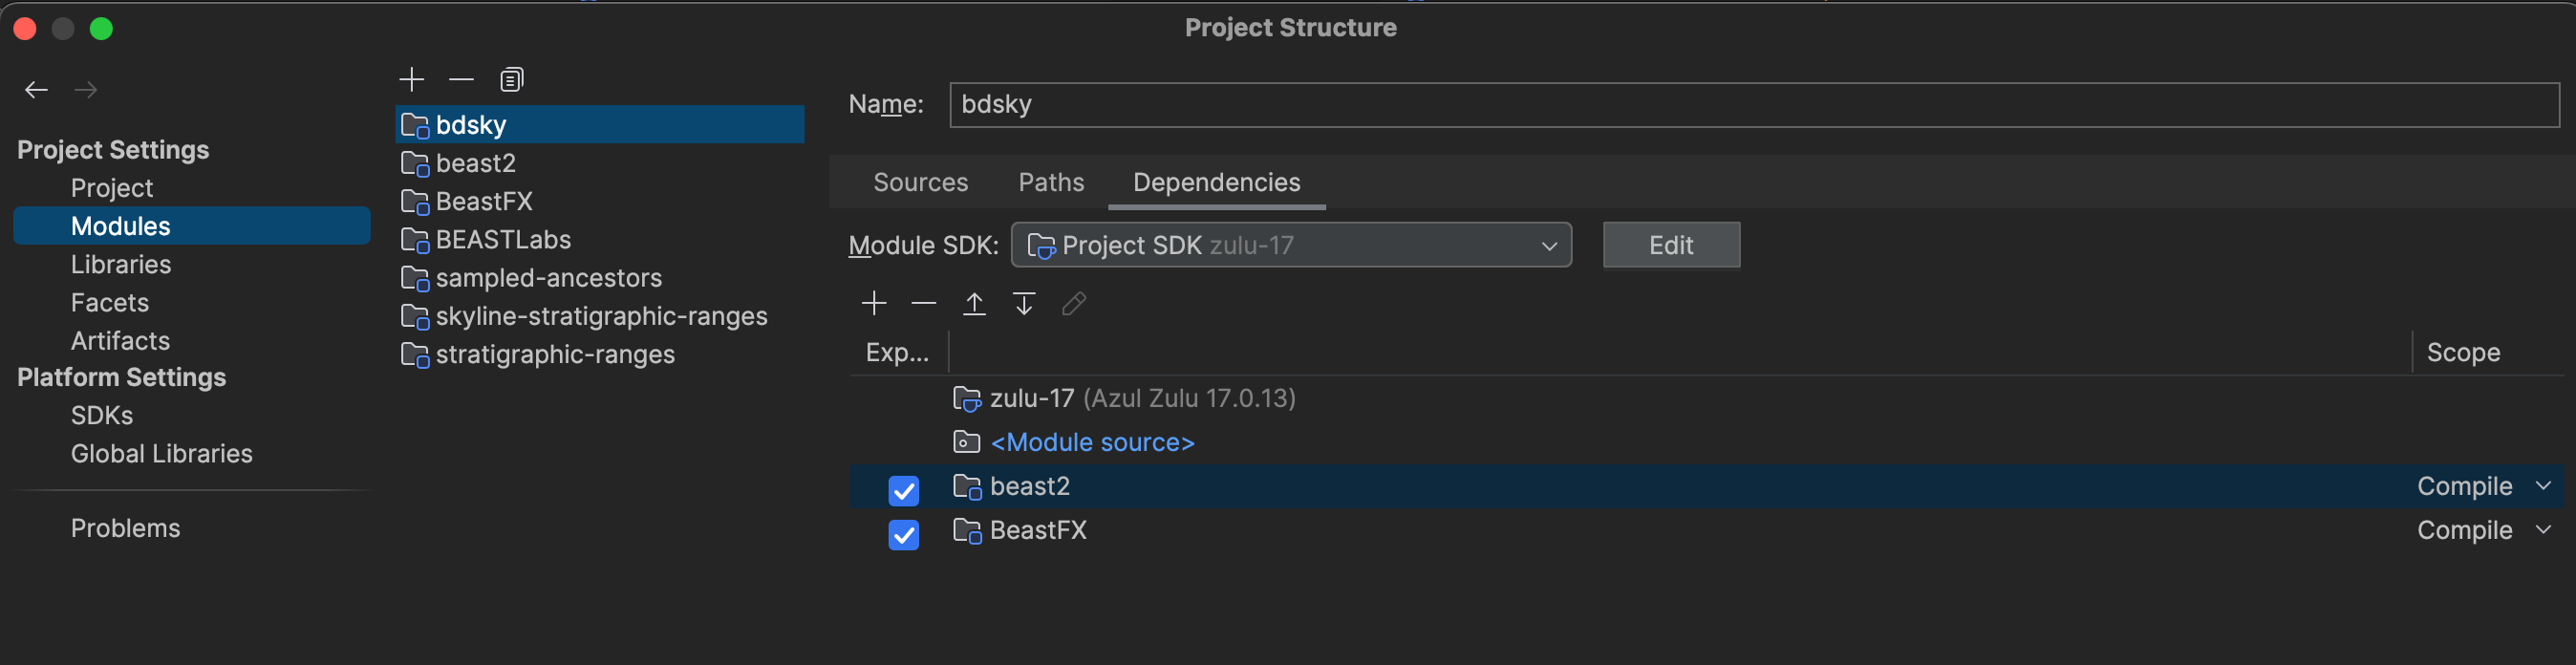 Project Structure
Project Settings
Project
Modules
Libraries
Facets
Artifacts
Platform Settings
SDKs
Global Libraries
Problems
bdsky
beast2
BeastFX
BEASTLabs
sampled-ancestors
skyline-stratigraphic-ranges
stratigraphic-ranges
Name: bdsky
Sources Paths Dependencies
Module SDK: Project SDK zulu-17 Edit
Exp... Scope
zulu-17 (Azul Zulu 17.0.13)
<Module source>
beast2 Compile
BeastFX Compile